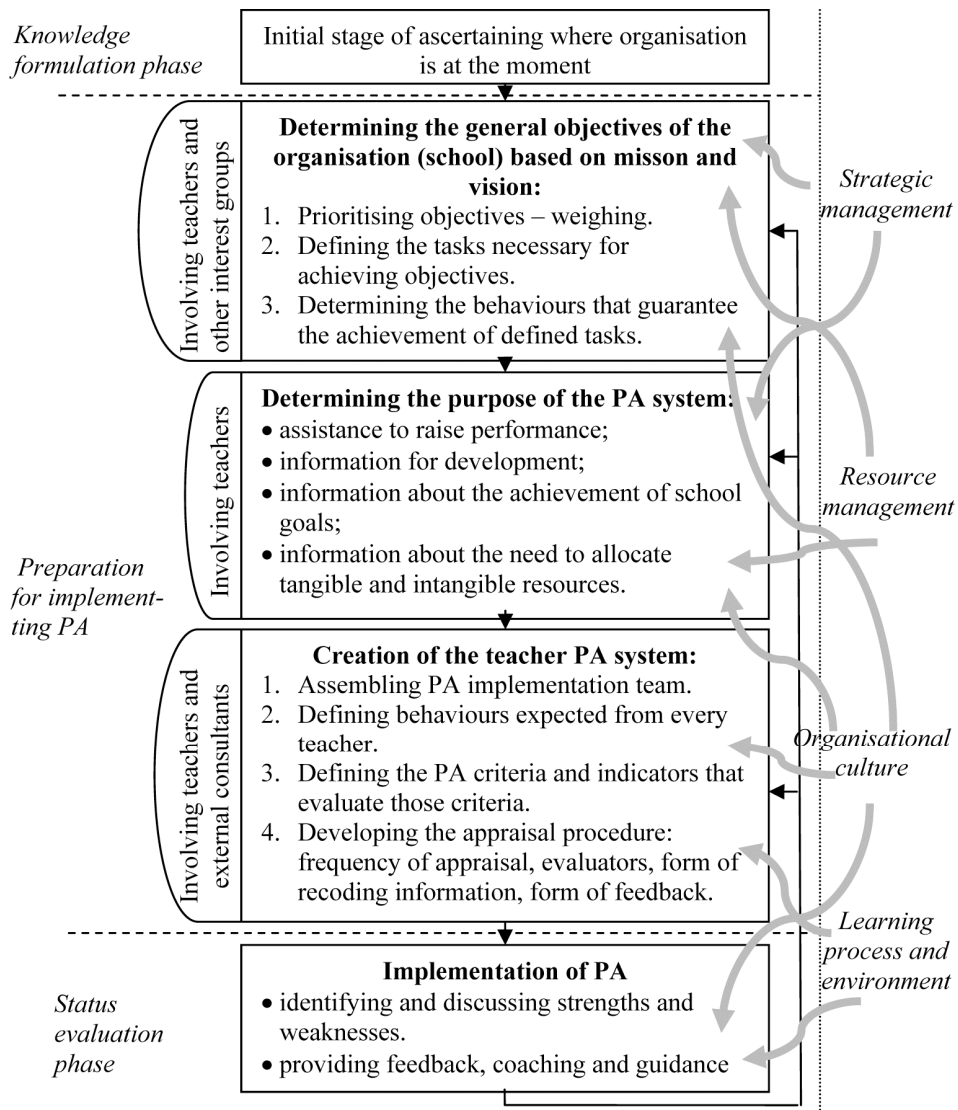 Knowledge
formulation phase
Initial stage of ascertaining where organisation
is at the moment
Involving teachers and
other interest groups
Determining the general objectives of the
organisation (school) based on misson and
vision:
1. Prioritising objectives – weighing.
2. Defining the tasks necessary for
achieving objectives.
3. Determining the behaviours that guarantee
the achievement of defined tasks.
Strategic
management
Preparation
for implemen-
ting PA
Involving teachers
Determining the purpose of the PA system:
• assistance to raise performance;
• information for development;
• information about the achievement of school
goals;
• information about the need to allocate
tangible and intangible resources.
Resource
management
Involving teachers and
external consultants
Creation of the teacher PA system:
1. Assembling PA implementation team.
2. Defining behaviours expected from every
teacher.
3. Defining the PA criteria and indicators that
evaluate those criteria.
4. Developing the appraisal procedure:
frequency of appraisal, evaluators, form of
recoding information, form of feedback.
Organisational
culture
Learning
process and
environment
Status
evaluation
phase
Implementation of PA
• identifying and discussing strengths and
weaknesses.
• providing feedback, coaching and guidance